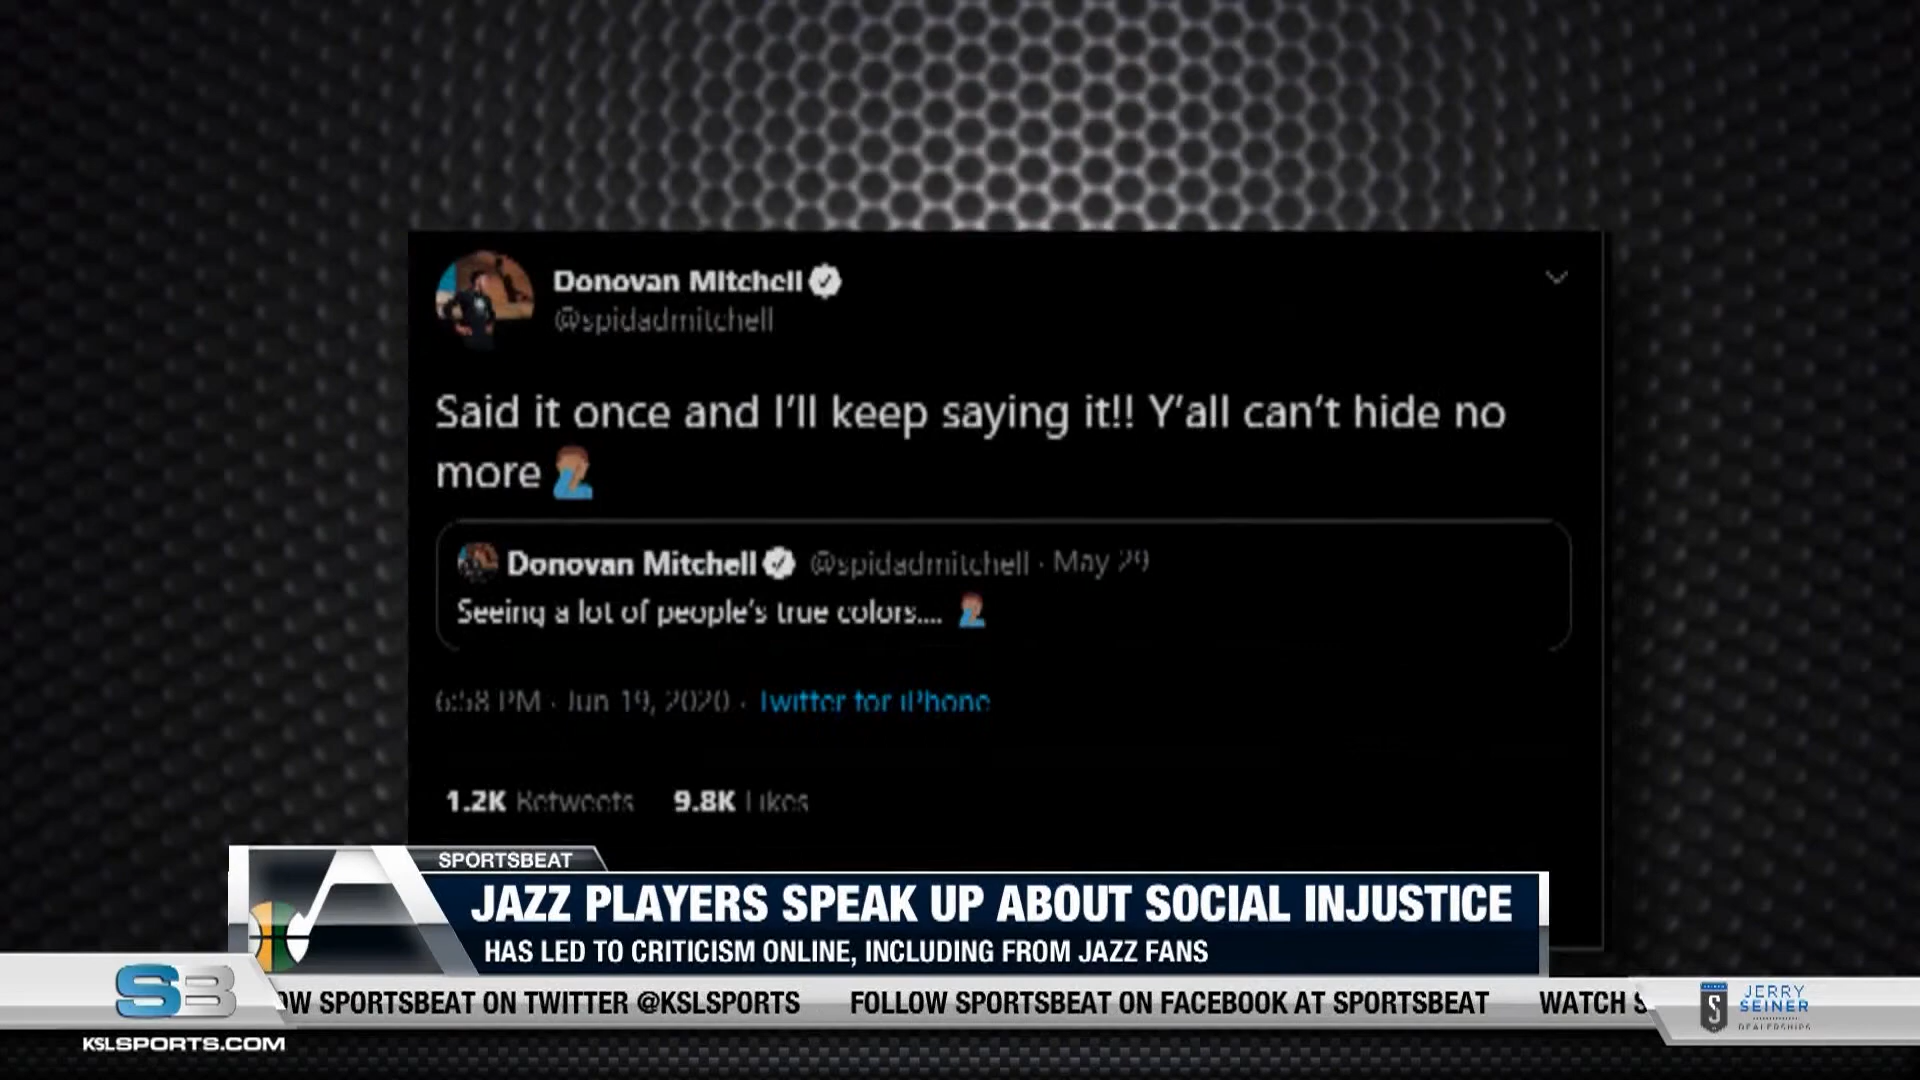 Donovan Mitchell
@spidadmitchell
Said it once and I'll keep saying it!! Y'all can't hide no
more 🤦🏽‍♂️
Donovan Mitchell @spidadmitchell · May 29
Seeing a lot of people's true colors.... 🤦🏽‍♂️
6:58 PM · Jun 19, 2020 · Twitter for iPhone
1.2K Retweets 9.8K Likes
SPORTSBEAT
JAZZ PLAYERS SPEAK UP ABOUT SOCIAL INJUSTICE
HAS LED TO CRITICISM ONLINE, INCLUDING FROM JAZZ FANS
SB
OW SPORTSBEAT ON TWITTER @KSLSPORTS FOLLOW SPORTSBEAT ON FACEBOOK AT SPORTSBEAT WATCH S
S
JERRY
SEINER
DEALERSHIPS
KSLSPORTS.COM